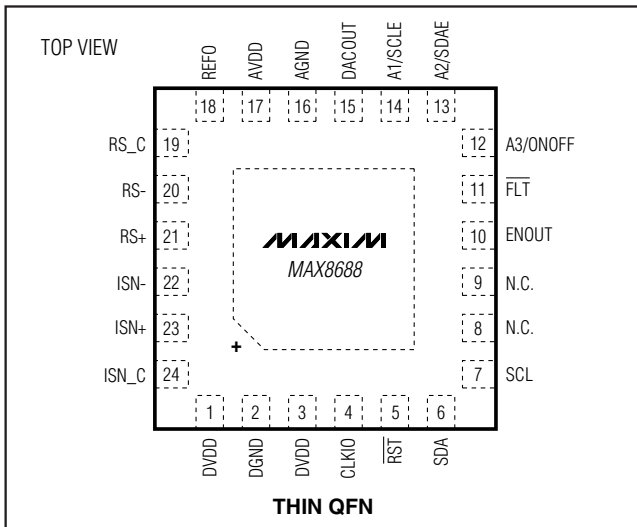 TOP VIEW
REFO
AVDD
AGND
DACOUT
A1/SCLE
A2/SDAE
18
17
16
15
14
13
RS_C 19
12 A3/ONOFF
RS- 20
11 F̅L̅T̅
RS+ 21
10 ENOUT
MAXIM
MAX8688
ISN- 22
9 N.C.
ISN+ 23
8 N.C.
+
ISN_C 24
7 SCL
1
2
3
4
5
6
DVDD
DGND
DVDD
CLKIO
R̅S̅T̅
SDA
THIN QFN